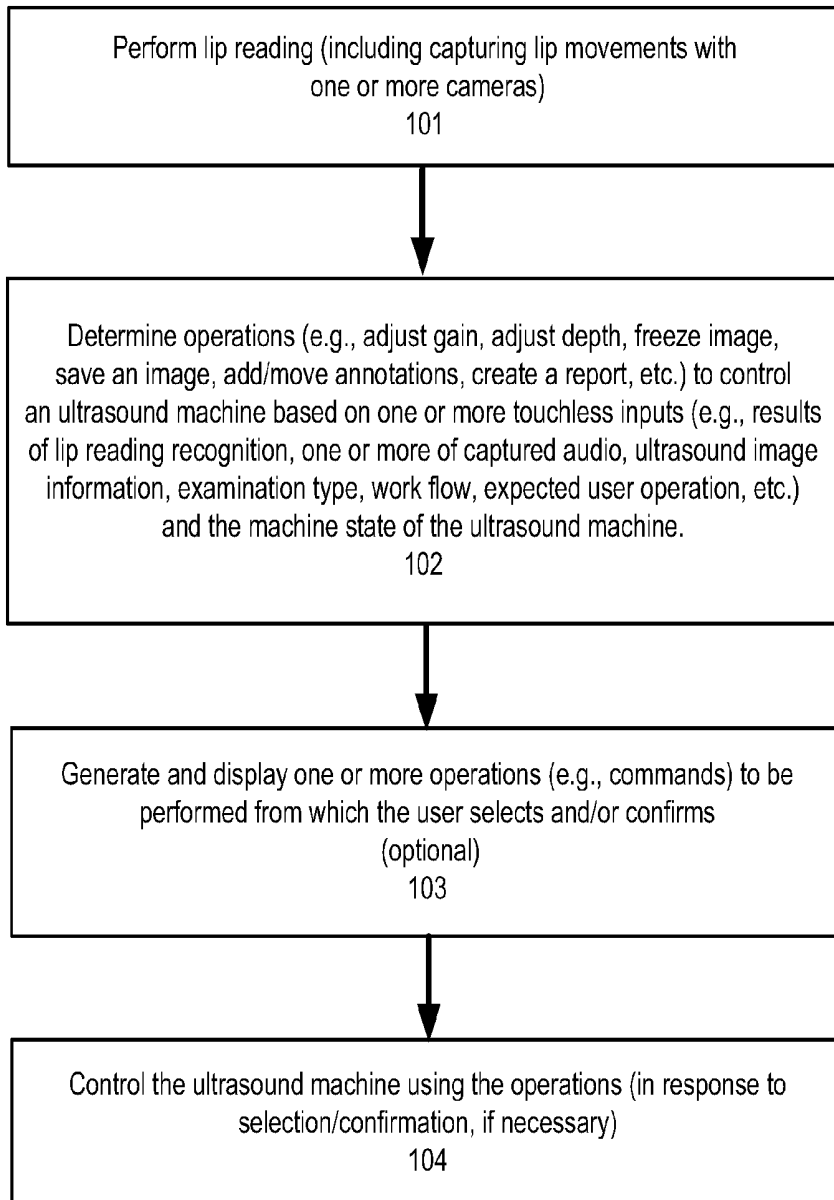 Perform lip reading (including capturing lip movements with
one or more cameras)
101
Determine operations (e.g., adjust gain, adjust depth, freeze image,
save an image, add/move annotations, create a report, etc.) to control
an ultrasound machine based on one or more touchless inputs (e.g., results
of lip reading recognition, one or more of captured audio, ultrasound image
information, examination type, work flow, expected user operation, etc.)
and the machine state of the ultrasound machine.
102
Generate and display one or more operations (e.g., commands) to be
performed from which the user selects and/or confirms
(optional)
103
Control the ultrasound machine using the operations (in response to
selection/confirmation, if necessary)
104